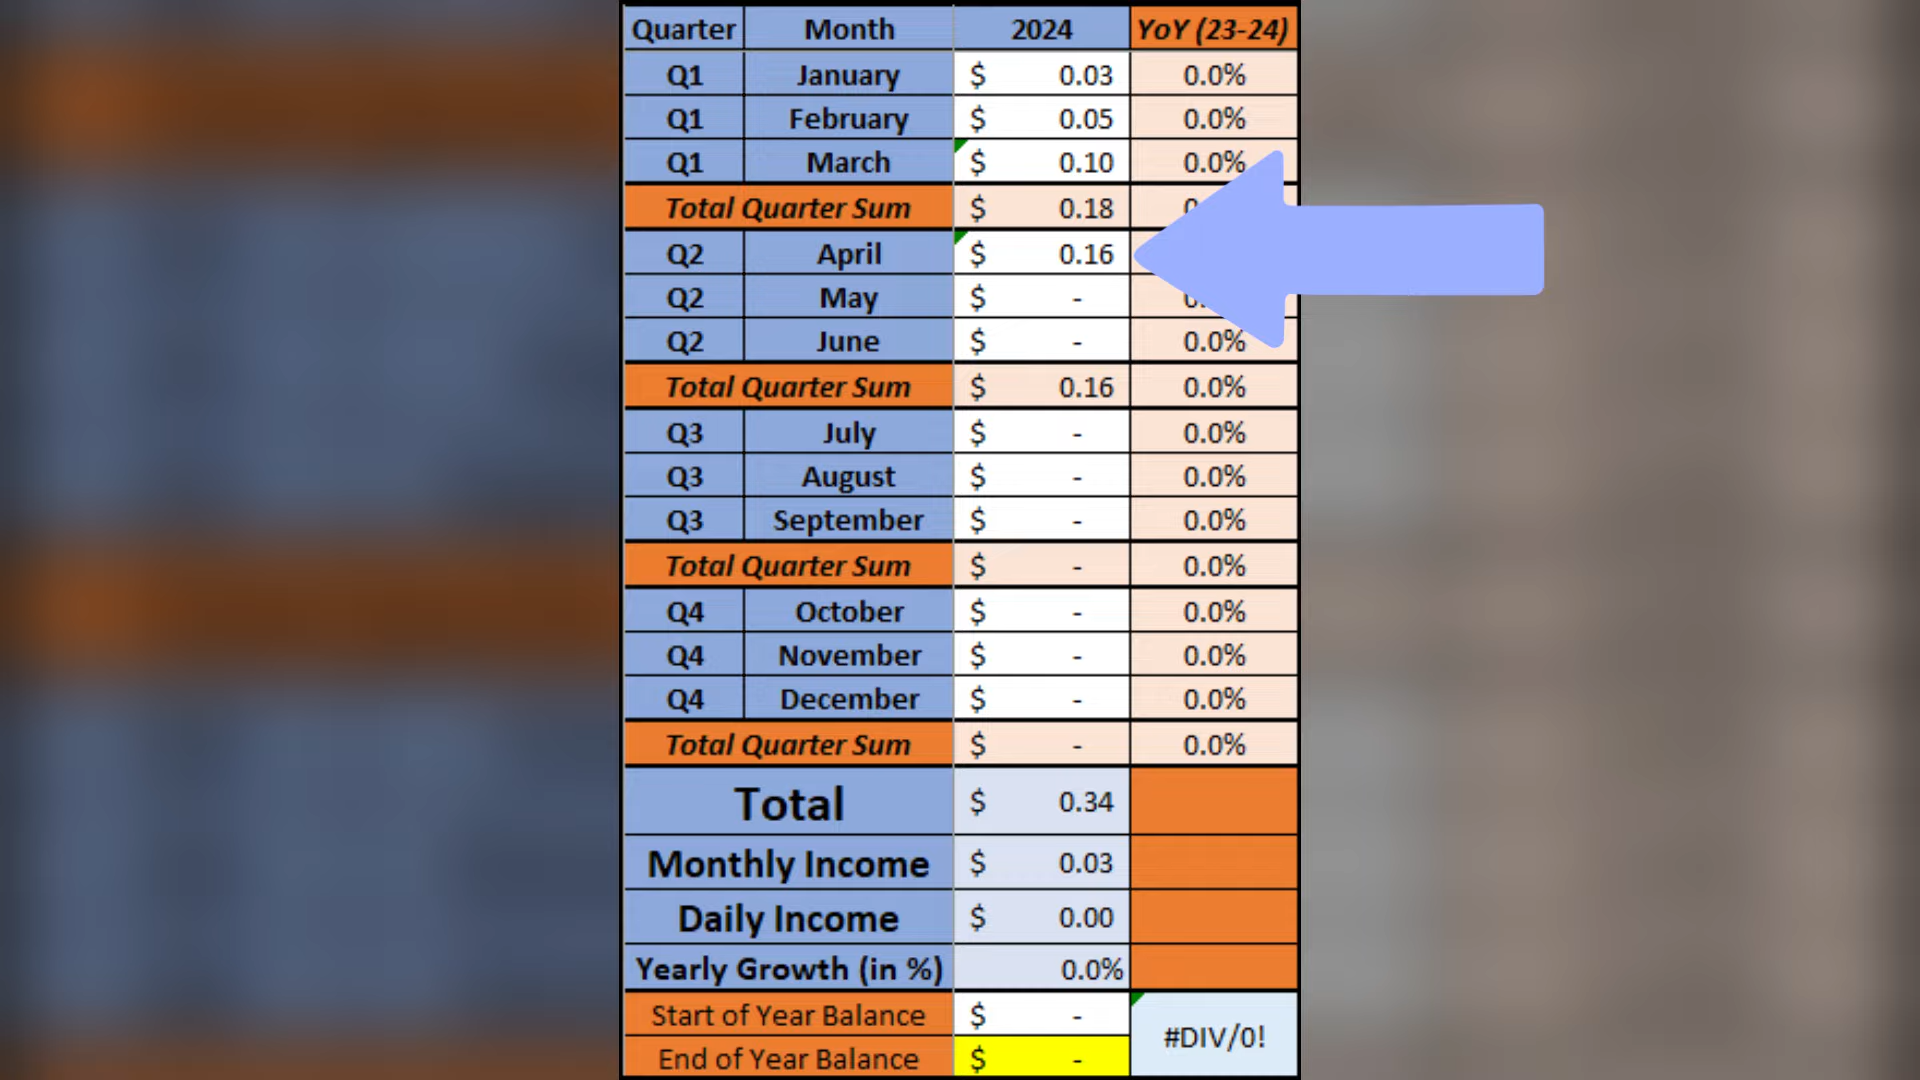 Quarter Month 2024 YoY (23-24)
Q1 January $ 0.03 0.0%
Q1 February $ 0.05 0.0%
Q1 March $ 0.10 0.0%
Total Quarter Sum $ 0.18
Q2 April $ 0.16
Q2 May $ -
Q2 June $ - 0.0%
Total Quarter Sum $ 0.16 0.0%
Q3 July $ - 0.0%
Q3 August $ - 0.0%
Q3 September $ - 0.0%
Total Quarter Sum $ - 0.0%
Q4 October $ - 0.0%
Q4 November $ - 0.0%
Q4 December $ - 0.0%
Total Quarter Sum $ - 0.0%
Total $ 0.34
Monthly Income $ 0.03
Daily Income $ 0.00
Yearly Growth (in %) 0.0%
Start of Year Balance $ -
#DIV/0!
End of Year Balance $ -